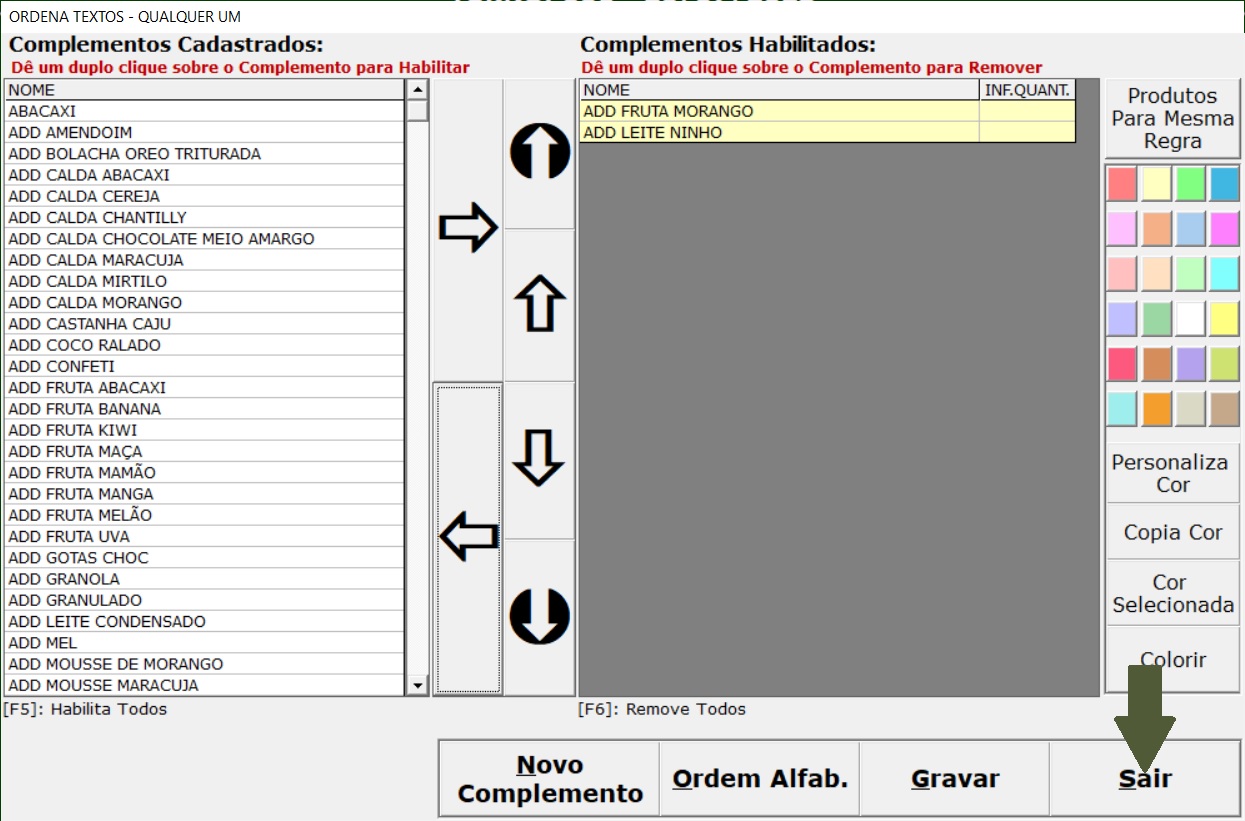 ORDENA TEXTOS - QUALQUER UM
Complementos Cadastrados:
Dê um duplo clique sobre o Complemento para Habilitar
NOME
ABACAXI
ADD AMENDOIM
ADD BOLACHA OREO TRITURADA
ADD CALDA ABACAXI
ADD CALDA CEREJA
ADD CALDA CHANTILLY
ADD CALDA CHOCOLATE MEIO AMARGO
ADD CALDA MARACUJA
ADD CALDA MIRTILO
ADD CALDA MORANGO
ADD CASTANHA CAJU
ADD COCO RALADO
ADD CONFETI
ADD FRUTA ABACAXI
ADD FRUTA BANANA
ADD FRUTA KIWI
ADD FRUTA MAÇA
ADD FRUTA MAMÃO
ADD FRUTA MANGA
ADD FRUTA MELÃO
ADD FRUTA UVA
ADD GOTAS CHOC
ADD GRANOLA
ADD GRANULADO
ADD LEITE CONDENSADO
ADD MEL
ADD MOUSSE DE MORANGO
ADD MOUSSE MARACUJA
[F5]: Habilita Todos
Complementos Habilitados:
Dê um duplo clique sobre o Complemento para Remover
NOME INF.QUANT.
ADD FRUTA MORANGO
ADD LEITE NINHO
[F6]: Remove Todos
Produtos
Para Mesma
Regra
Personaliza
Cor
Copia Cor
Cor
Selecionada
Colorir
Novo
Complemento
Ordem Alfab.
Gravar
Sair